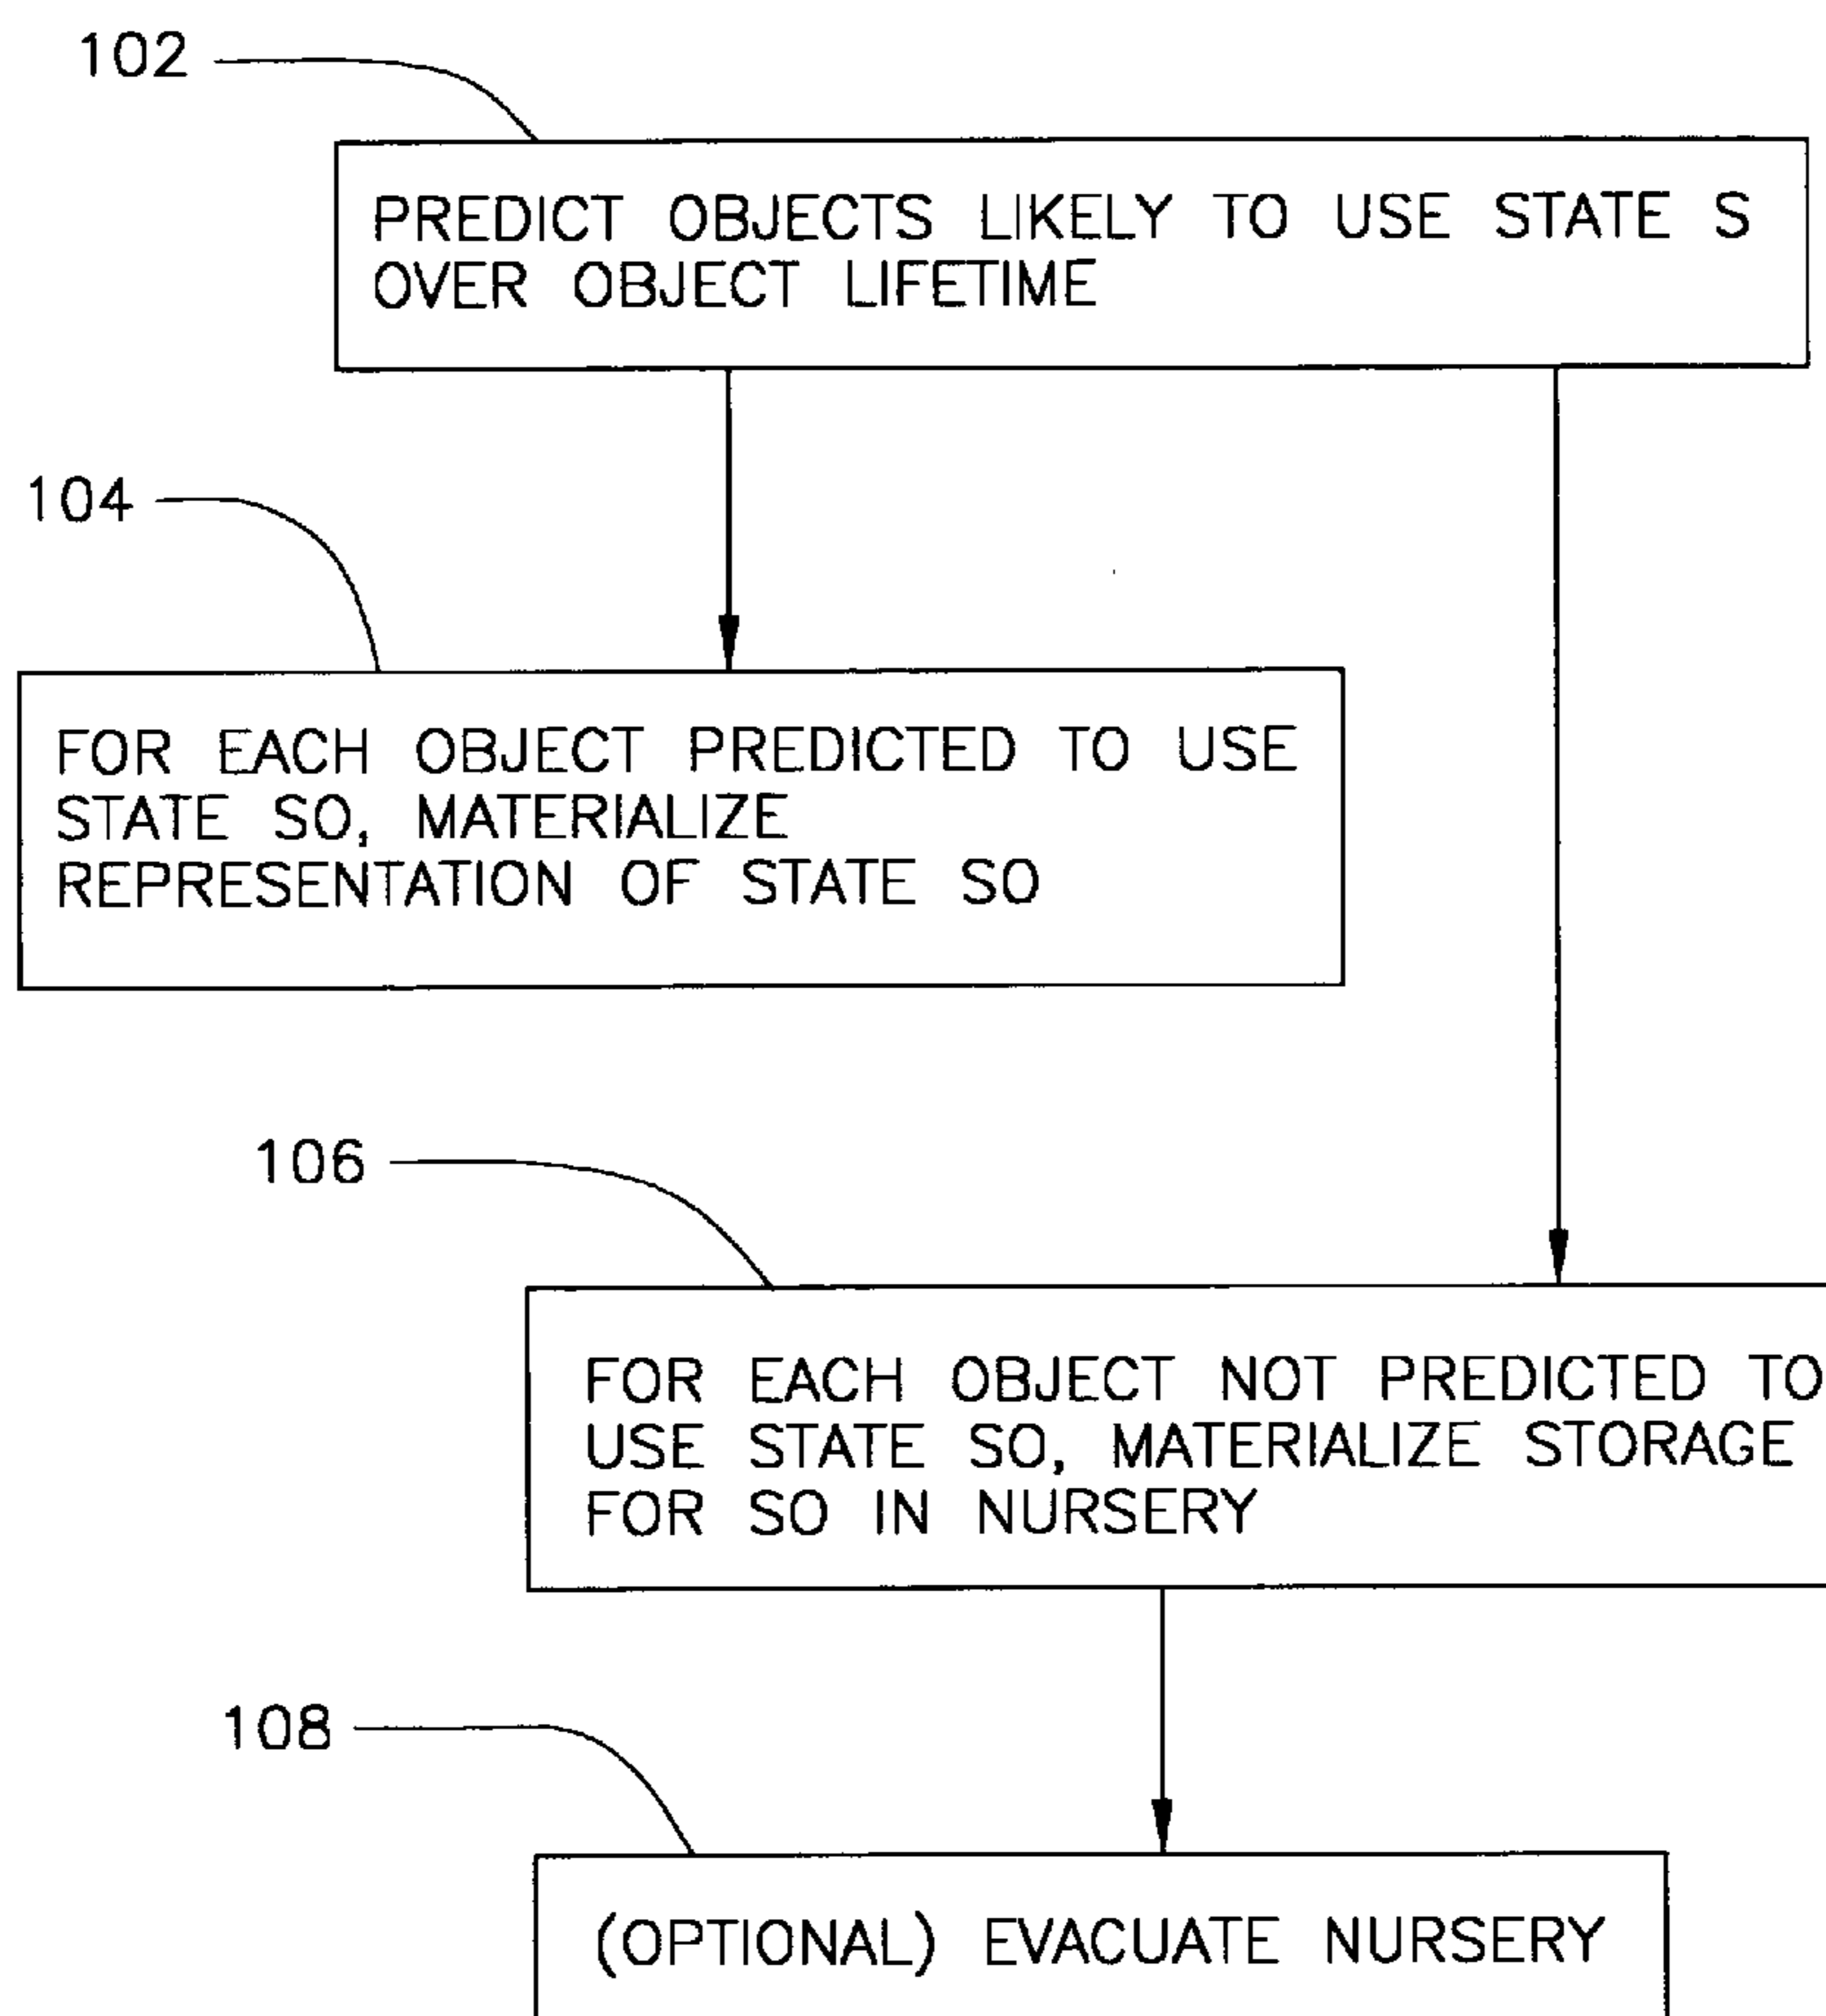 102
PREDICT OBJECTS LIKELY TO USE STATE S
OVER OBJECT LIFETIME
104
FOR EACH OBJECT PREDICTED TO USE
STATE SO, MATERIALIZE
REPRESENTATION OF STATE SO
106
FOR EACH OBJECT NOT PREDICTED TO
USE STATE SO, MATERIALIZE STORAGE
FOR SO IN NURSERY
108
(OPTIONAL) EVACUATE NURSERY